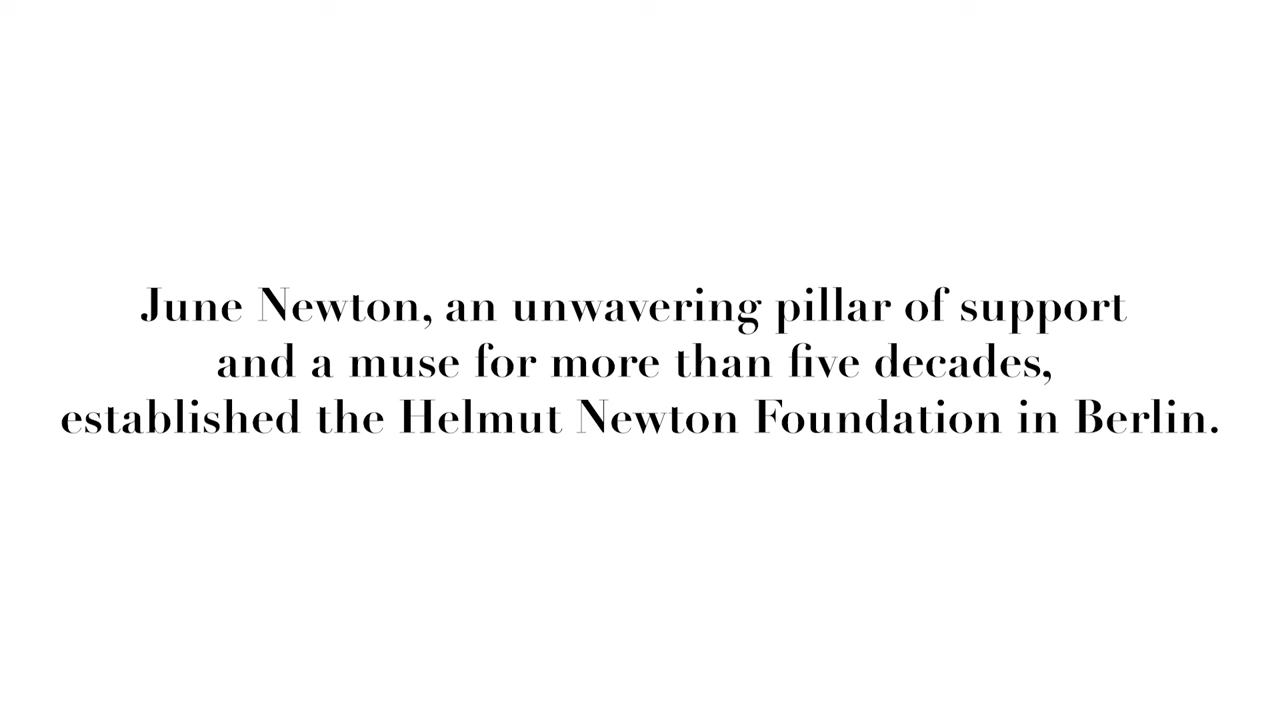 June Newton, an unwavering pillar of support
and a muse for more than five decades,
established the Helmut Newton Foundation in Berlin.